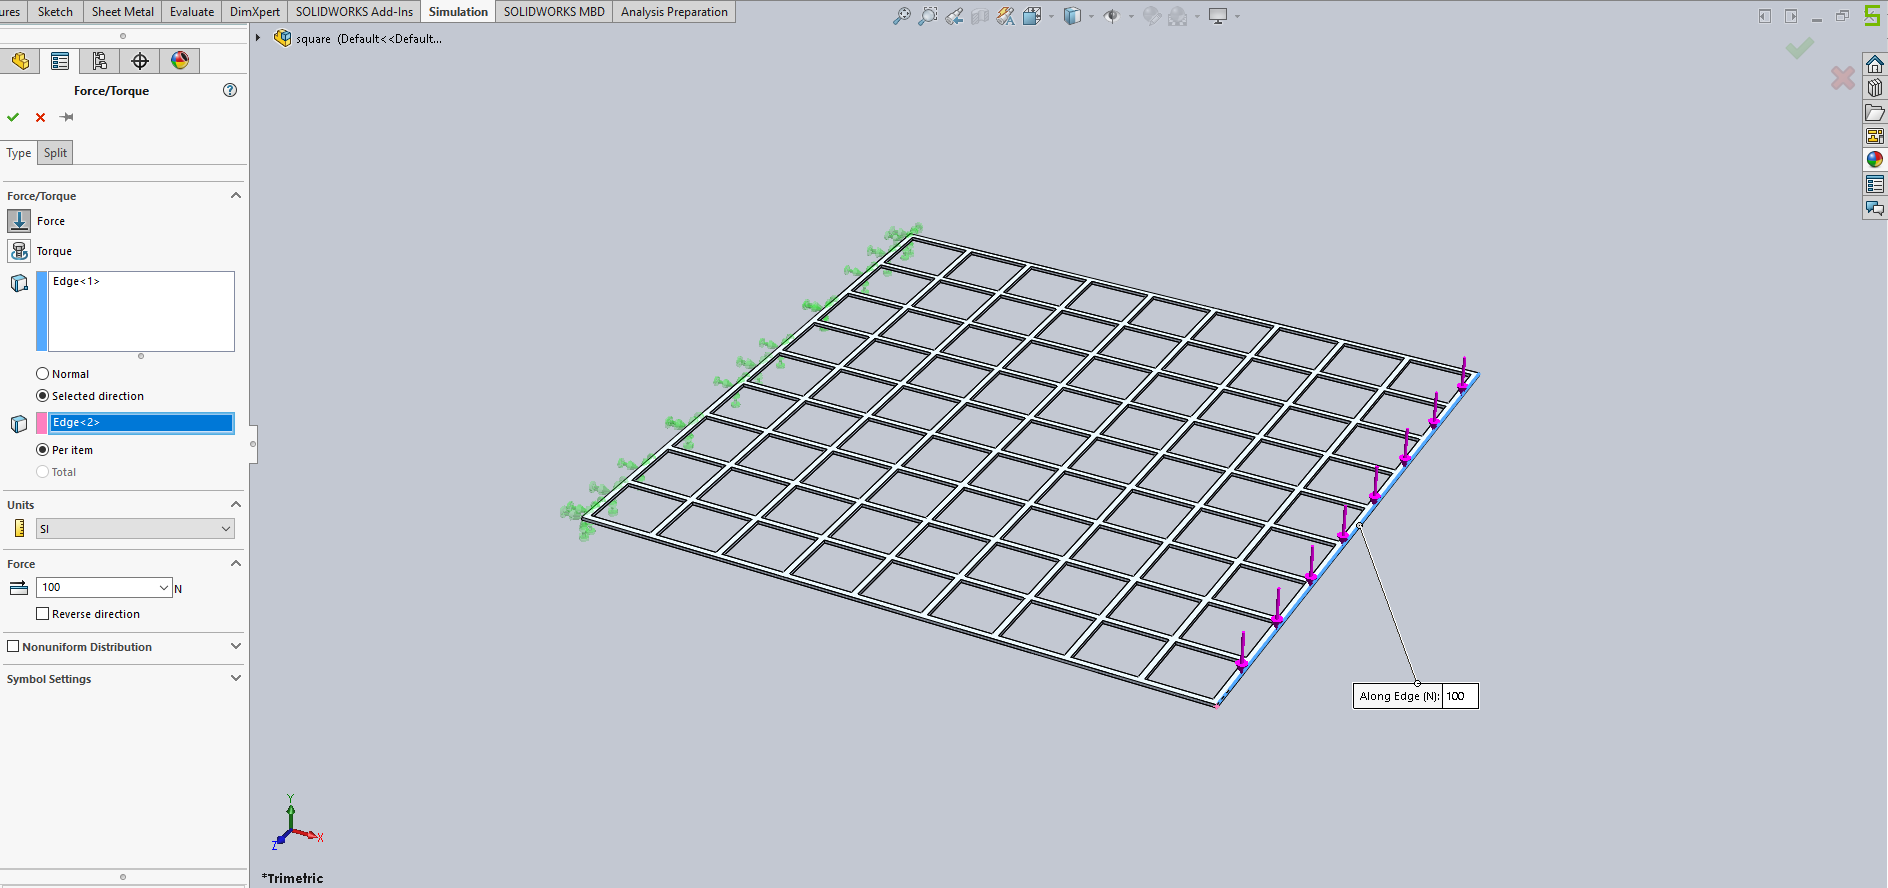 ures Sketch Sheet Metal Evaluate DimXpert SOLIDWORKS Add-Ins Simulation SOLIDWORKS MBD Analysis Preparation
square (Default<<Default...
Force/Torque
Type Split
Force/Torque
Force
Torque
Edge<1>
Normal
Selected direction
Edge<2>
Per item
Total
Units
SI
Force
100 N
Reverse direction
Nonuniform Distribution
Symbol Settings
Along Edge (N): 100
Y
X
Z
*Trimetric